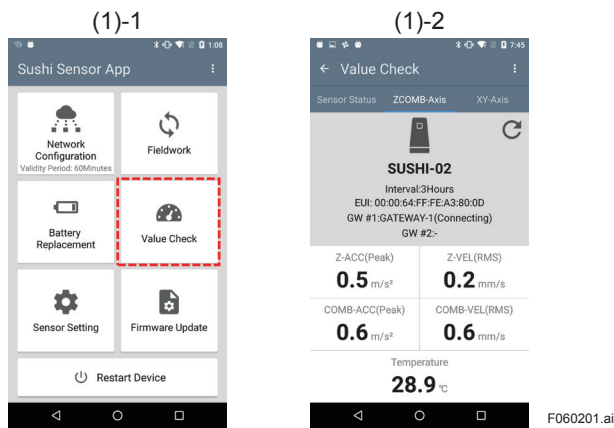 (1)-1
1:08
Sushi Sensor App
Network
Configuration
Validity Period: 60Minutes
Fieldwork
Battery
Replacement
Value Check
Sensor Setting
Firmware Update
Restart Device
(1)-2
7:45
Value Check
Sensor Status ZCOMB-Axis XY-Axis
SUSHI-02
Interval:3Hours
EUI: 00:00:64:FF:FE:A3:80:0D
GW #1:GATEWAY-1(Connecting)
GW #2:-
Z-ACC(Peak) Z-VEL(RMS)
0.5 m/s² 0.2 mm/s
COMB-ACC(Peak) COMB-VEL(RMS)
0.6 m/s² 0.6 mm/s
Temperature
28.9 ℃
F060201.ai